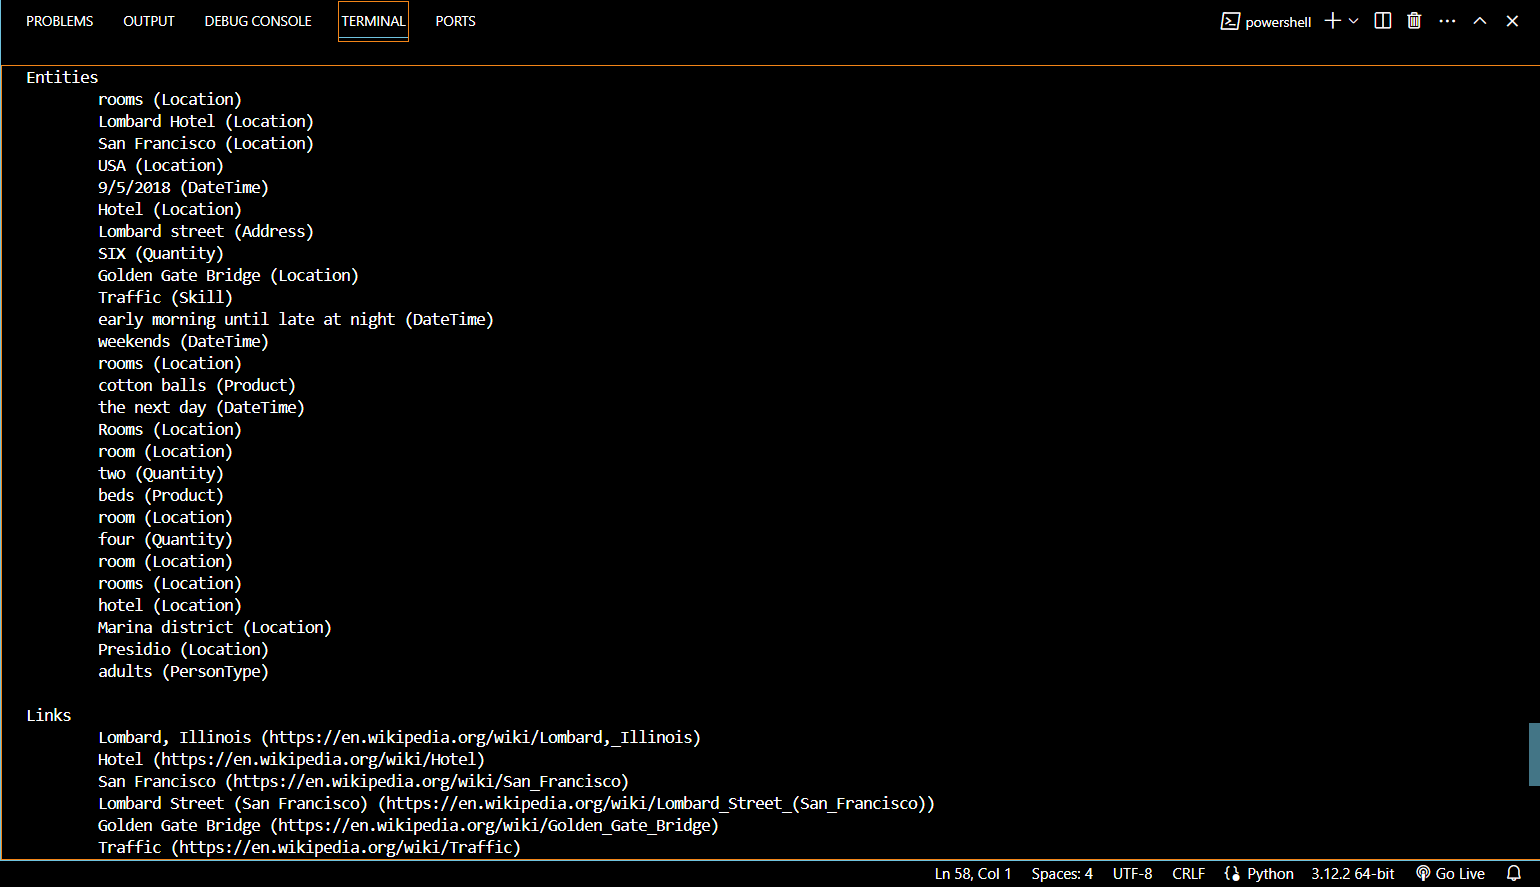 PROBLEMS OUTPUT DEBUG CONSOLE TERMINAL PORTS powershell
Entities
rooms (Location)
Lombard Hotel (Location)
San Francisco (Location)
USA (Location)
9/5/2018 (DateTime)
Hotel (Location)
Lombard street (Address)
SIX (Quantity)
Golden Gate Bridge (Location)
Traffic (Skill)
early morning until late at night (DateTime)
weekends (DateTime)
rooms (Location)
cotton balls (Product)
the next day (DateTime)
Rooms (Location)
room (Location)
two (Quantity)
beds (Product)
room (Location)
four (Quantity)
room (Location)
rooms (Location)
hotel (Location)
Marina district (Location)
Presidio (Location)
adults (PersonType)
Links
Lombard, Illinois (https://en.wikipedia.org/wiki/Lombard,_Illinois)
Hotel (https://en.wikipedia.org/wiki/Hotel)
San Francisco (https://en.wikipedia.org/wiki/San_Francisco)
Lombard Street (San Francisco) (https://en.wikipedia.org/wiki/Lombard_Street_(San_Francisco))
Golden Gate Bridge (https://en.wikipedia.org/wiki/Golden_Gate_Bridge)
Traffic (https://en.wikipedia.org/wiki/Traffic)
Ln 58, Col 1 Spaces: 4 UTF-8 CRLF Python 3.12.2 64-bit Go Live